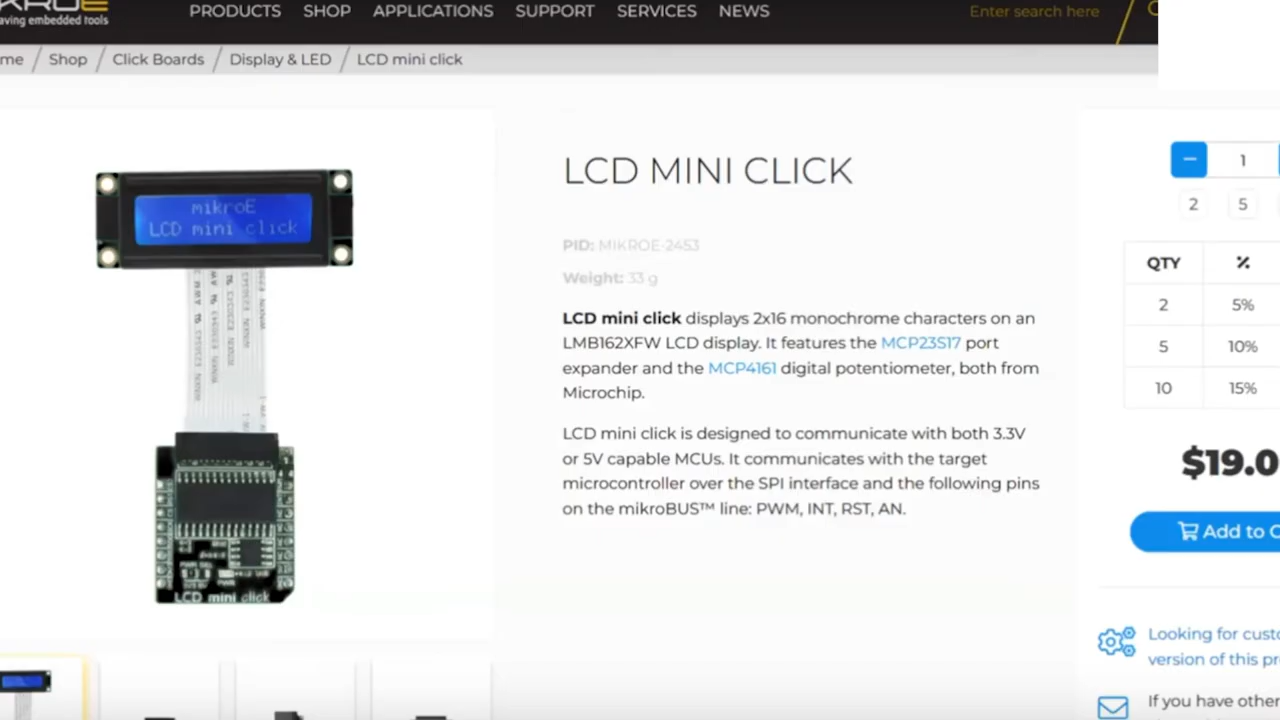 KROE
aving embedded tools
PRODUCTS SHOP APPLICATIONS SUPPORT SERVICES NEWS
Enter search here
me / Shop / Click Boards / Display & LED / LCD mini click
mikroE
LCD mini click
LCD mini click
LCD MINI CLICK
PID: MIKROE-2453
Weight: 33 g
LCD mini click displays 2x16 monochrome characters on an
LMB162XFW LCD display. It features the MCP23S17 port
expander and the MCP4161 digital potentiometer, both from
Microchip.
LCD mini click is designed to communicate with both 3.3V
or 5V capable MCUs. It communicates with the target
microcontroller over the SPI interface and the following pins
on the mikroBUS™ line: PWM, INT, RST, AN.
− 1
2 5
QTY %
2 5%
5 10%
10 15%
$19.0
Add to C
Looking for custo
version of this pr
If you have other